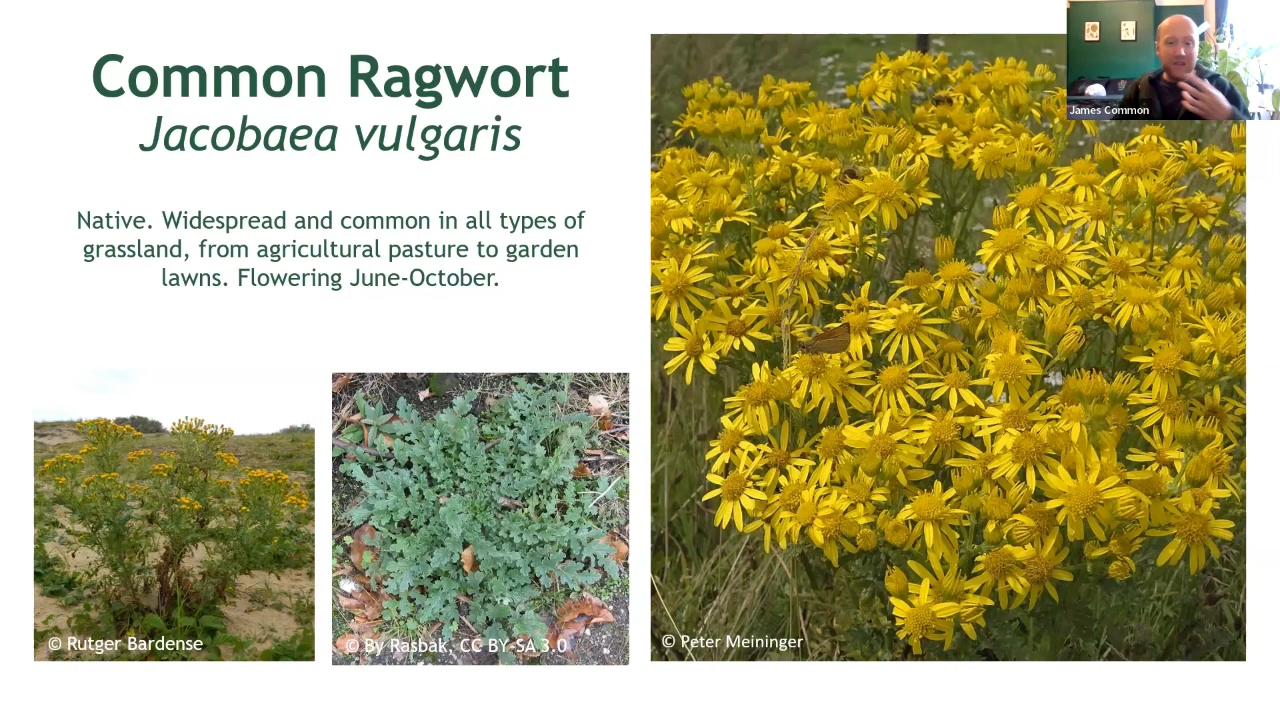 Common Ragwort
Jacobaea vulgaris
Native. Widespread and common in all types of
grassland, from agricultural pasture to garden
lawns. Flowering June-October.
© Rutger Bardense
© By Rasbak, CC BY-SA 3.0
© Peter Meininger
James Common